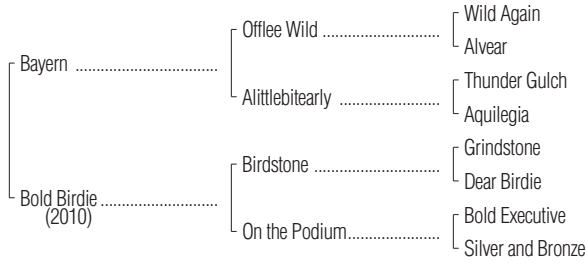 Wild Again
Offlee Wild ..............................
Alvear
Bayern ....................................
Thunder Gulch
Alittlebitearly .........................
Aquilegia
Grindstone
Birdstone ................................
Dear Birdie
Bold Birdie ..............................
(2010)
Bold Executive
On the Podium.......................
Silver and Bronze